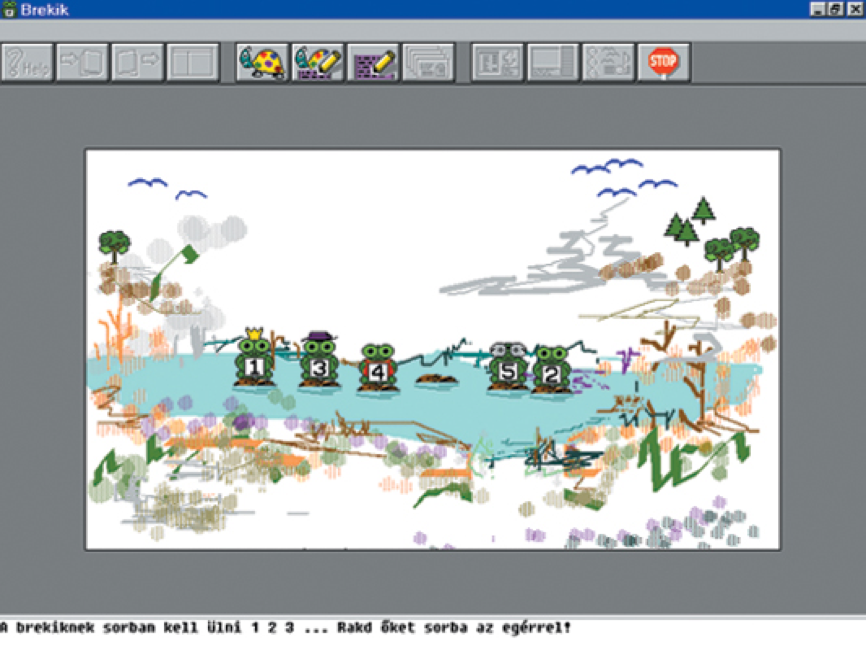 Brekik
Help
STOP
1 3 4 5 2
A brekiknek sorban kell ülni 1 2 3 ... Rakd őket sorba az egérrel!